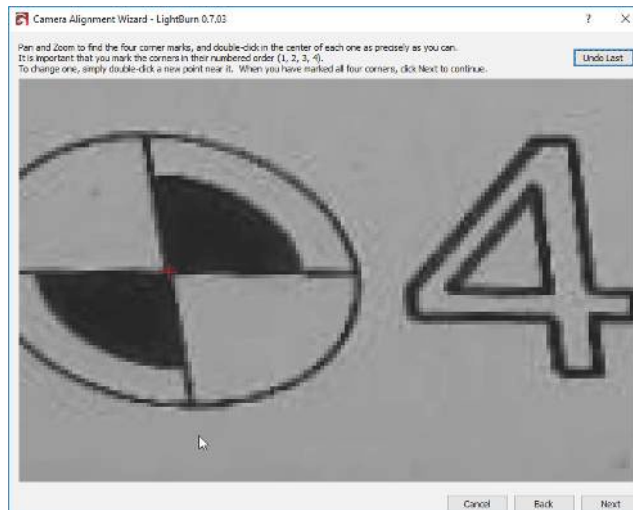 Camera Alignment Wizard - LightBurn 0.7.03
Pan and Zoom to find the four corner marks, and double-click in the center of each one as precisely as you can.
It is important that you mark the corners in their numbered order (1, 2, 3, 4).
To change one, simply double-click a new point near it. When you have marked all four corners, click Next to continue.
Undo Last
4
Cancel Back Next